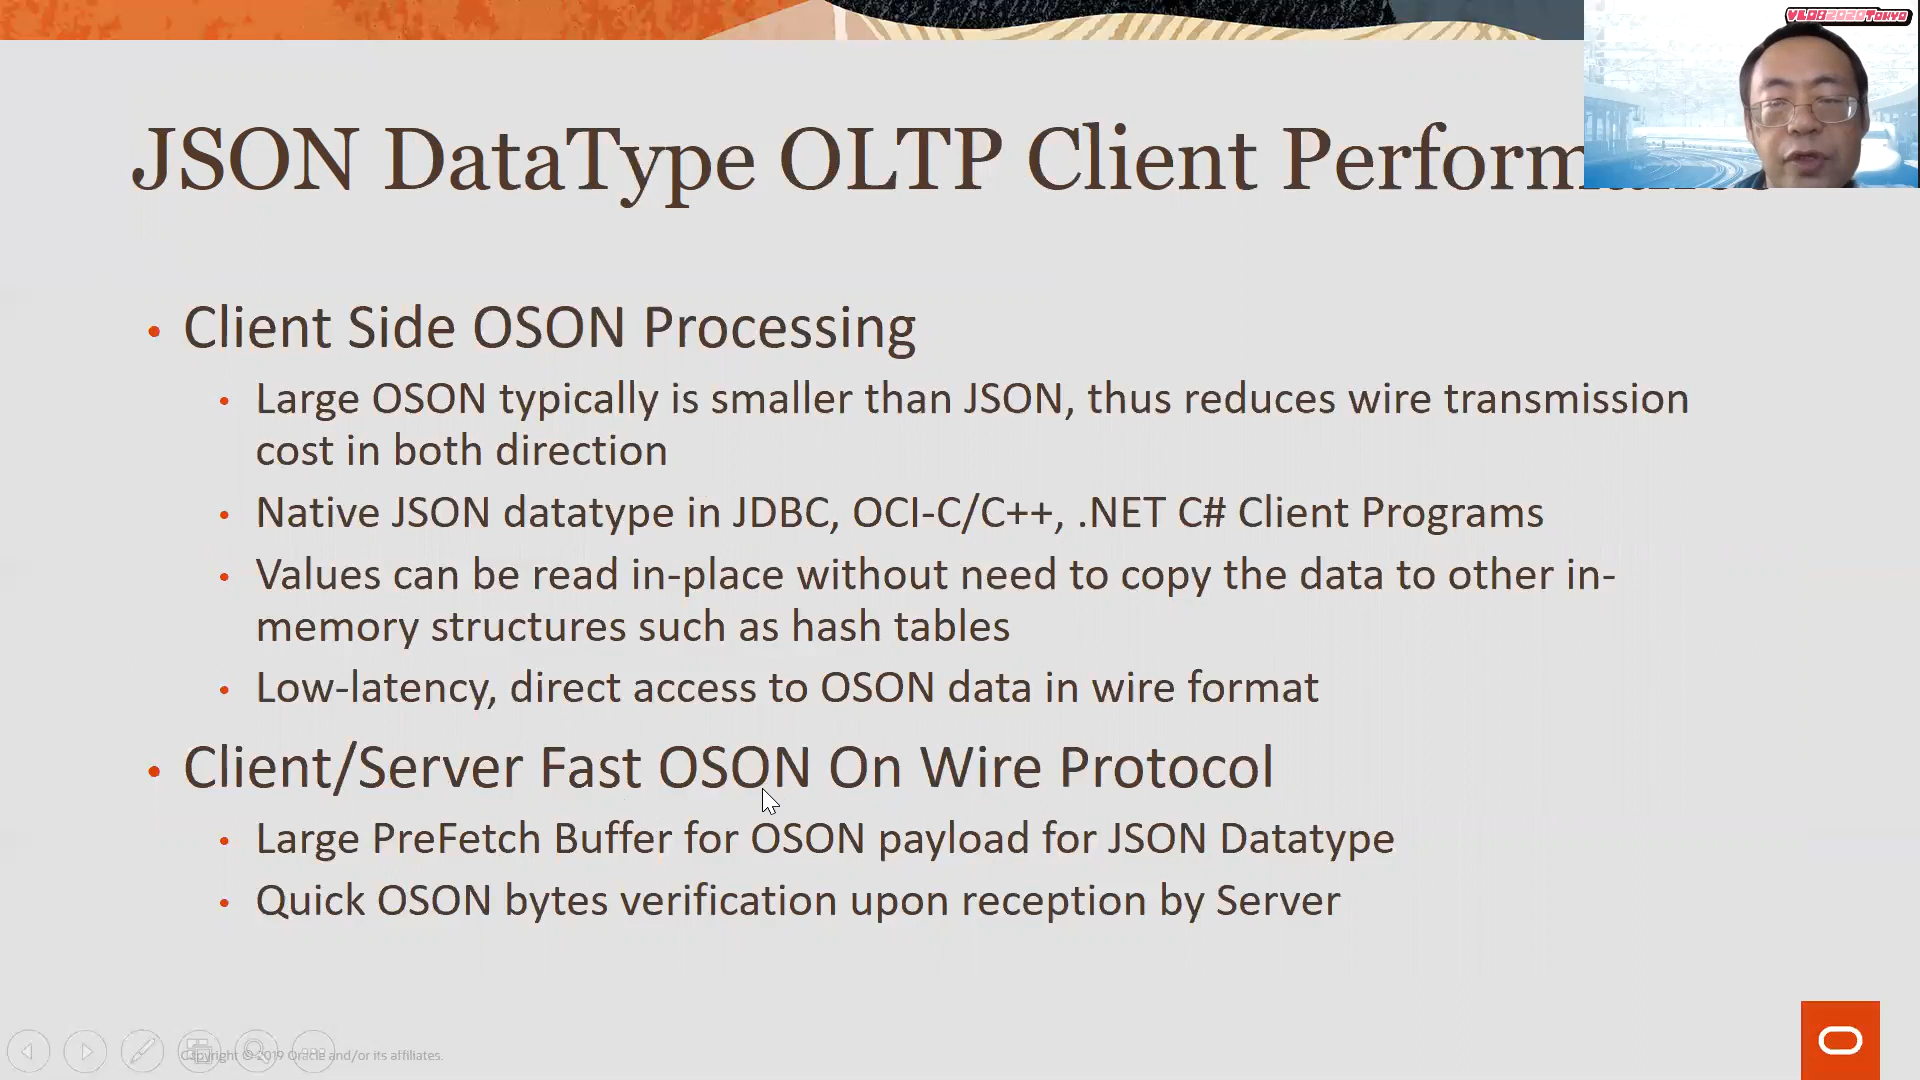 VLDB2020Tokyo
JSON DataType OLTP Client Perform
• Client Side OSON Processing
• Large OSON typically is smaller than JSON, thus reduces wire transmission
cost in both direction
• Native JSON datatype in JDBC, OCI-C/C++, .NET C# Client Programs
• Values can be read in-place without need to copy the data to other in-
memory structures such as hash tables
• Low-latency, direct access to OSON data in wire format
• Client/Server Fast OSON On Wire Protocol
• Large PreFetch Buffer for OSON payload for JSON Datatype
• Quick OSON bytes verification upon reception by Server
Copyright © 2019 Oracle and/or its affiliates.